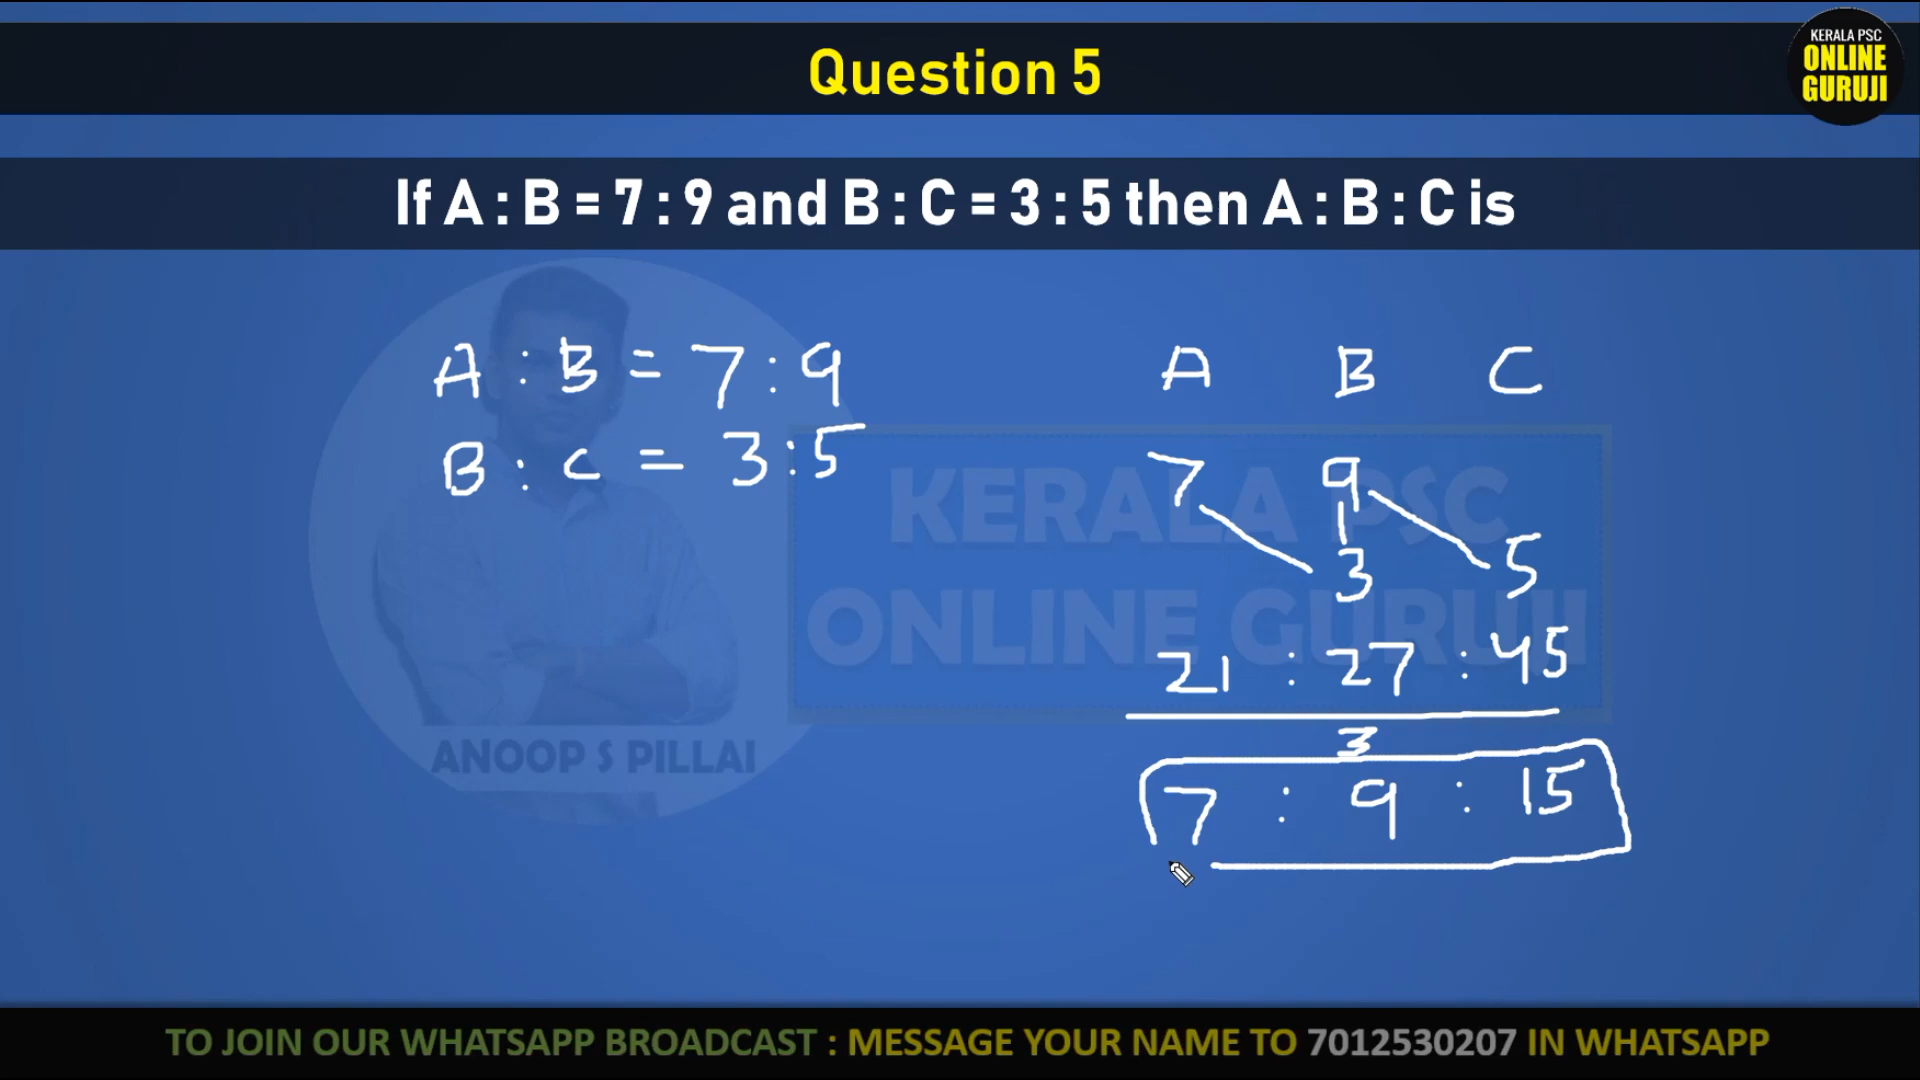 Question 5
KERALA PSC
ONLINE
GURUJI
If A : B = 7 : 9 and B : C = 3 : 5 then A : B : C is
A : B = 7 : 9
B : C = 3 : 5
A B C
7 9
3 5
21 : 27 : 45
3
7 : 9 : 15
KERALA PSC
ONLINE GURUJI
ANOOP S PILLAI
TO JOIN OUR WHATSAPP BROADCAST : MESSAGE YOUR NAME TO 7012530207 IN WHATSAPP